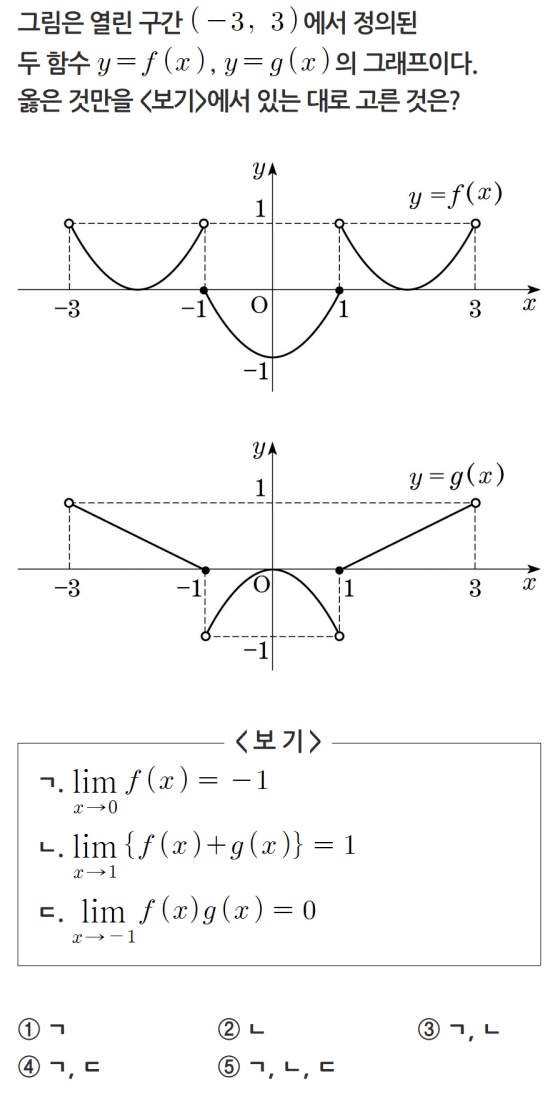 그림은 열린 구간 (−3, 3)에서 정의된
두 함수 y=f(x), y=g(x)의 그래프이다.
옳은 것만을 <보기>에서 있는 대로 고른 것은?
y
1
y=f(x)
−3
−1
O
1
3
x
−1
y
1
y=g(x)
−3
−1
O
1
3
x
−1
<보기>
ㄱ. lim f(x) = −1
x→0
ㄴ. lim {f(x)+g(x)} = 1
x→1
ㄷ. lim f(x)g(x) = 0
x→−1
① ㄱ ② ㄴ ③ ㄱ, ㄴ
④ ㄱ, ㄷ ⑤ ㄱ, ㄴ, ㄷ